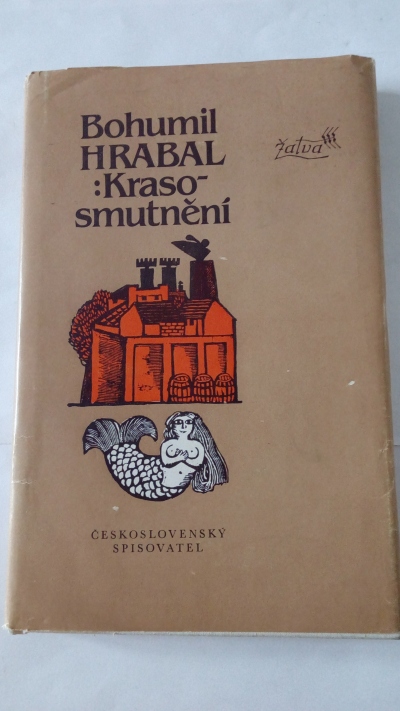 Bohumil
HRABAL
:Kraso-
smutnění
žatva
ČESKOSLOVENSKÝ
SPISOVATEL